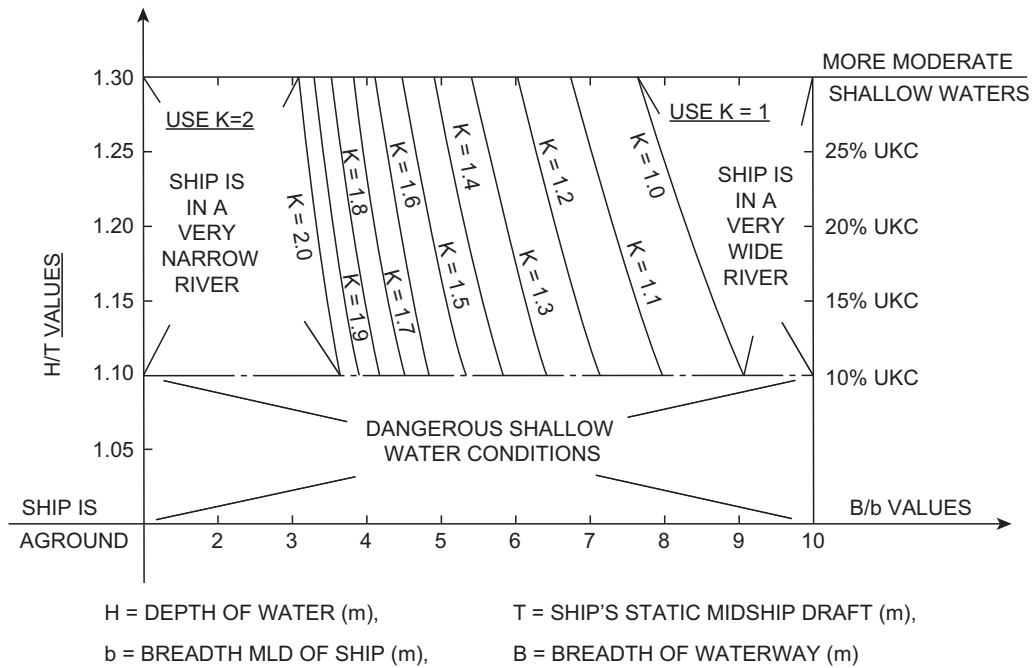 MORE MODERATE
SHALLOW WATERS
1.30
1.25
1.20
1.15
1.10
1.05
H/T VALUES
USE K=2
USE K = 1
SHIP IS
IN A
VERY
NARROW
RIVER
K = 2.0
K = 1.9
K = 1.8
K = 1.7
K = 1.6
K = 1.5
K = 1.4
K = 1.3
K = 1.2
K = 1.1
K = 1.0
SHIP IS
IN A
VERY
WIDE
RIVER
25% UKC
20% UKC
15% UKC
10% UKC
DANGEROUS SHALLOW
WATER CONDITIONS
SHIP IS
AGROUND
B/b VALUES
2 3 4 5 6 7 8 9 10
H = DEPTH OF WATER (m), T = SHIP'S STATIC MIDSHIP DRAFT (m),
b = BREADTH MLD OF SHIP (m), B = BREADTH OF WATERWAY (m)